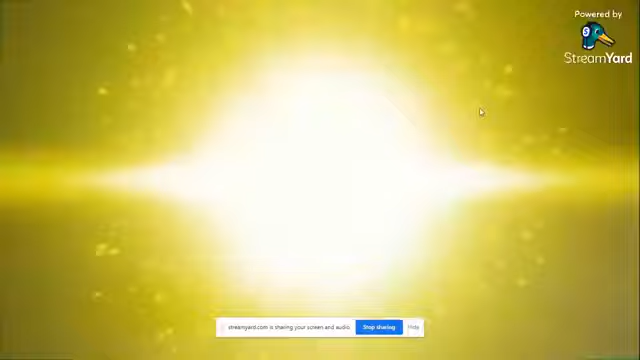 Powered by
StreamYard
streamyard.com is sharing your screen and audio.
Stop sharing
Hide